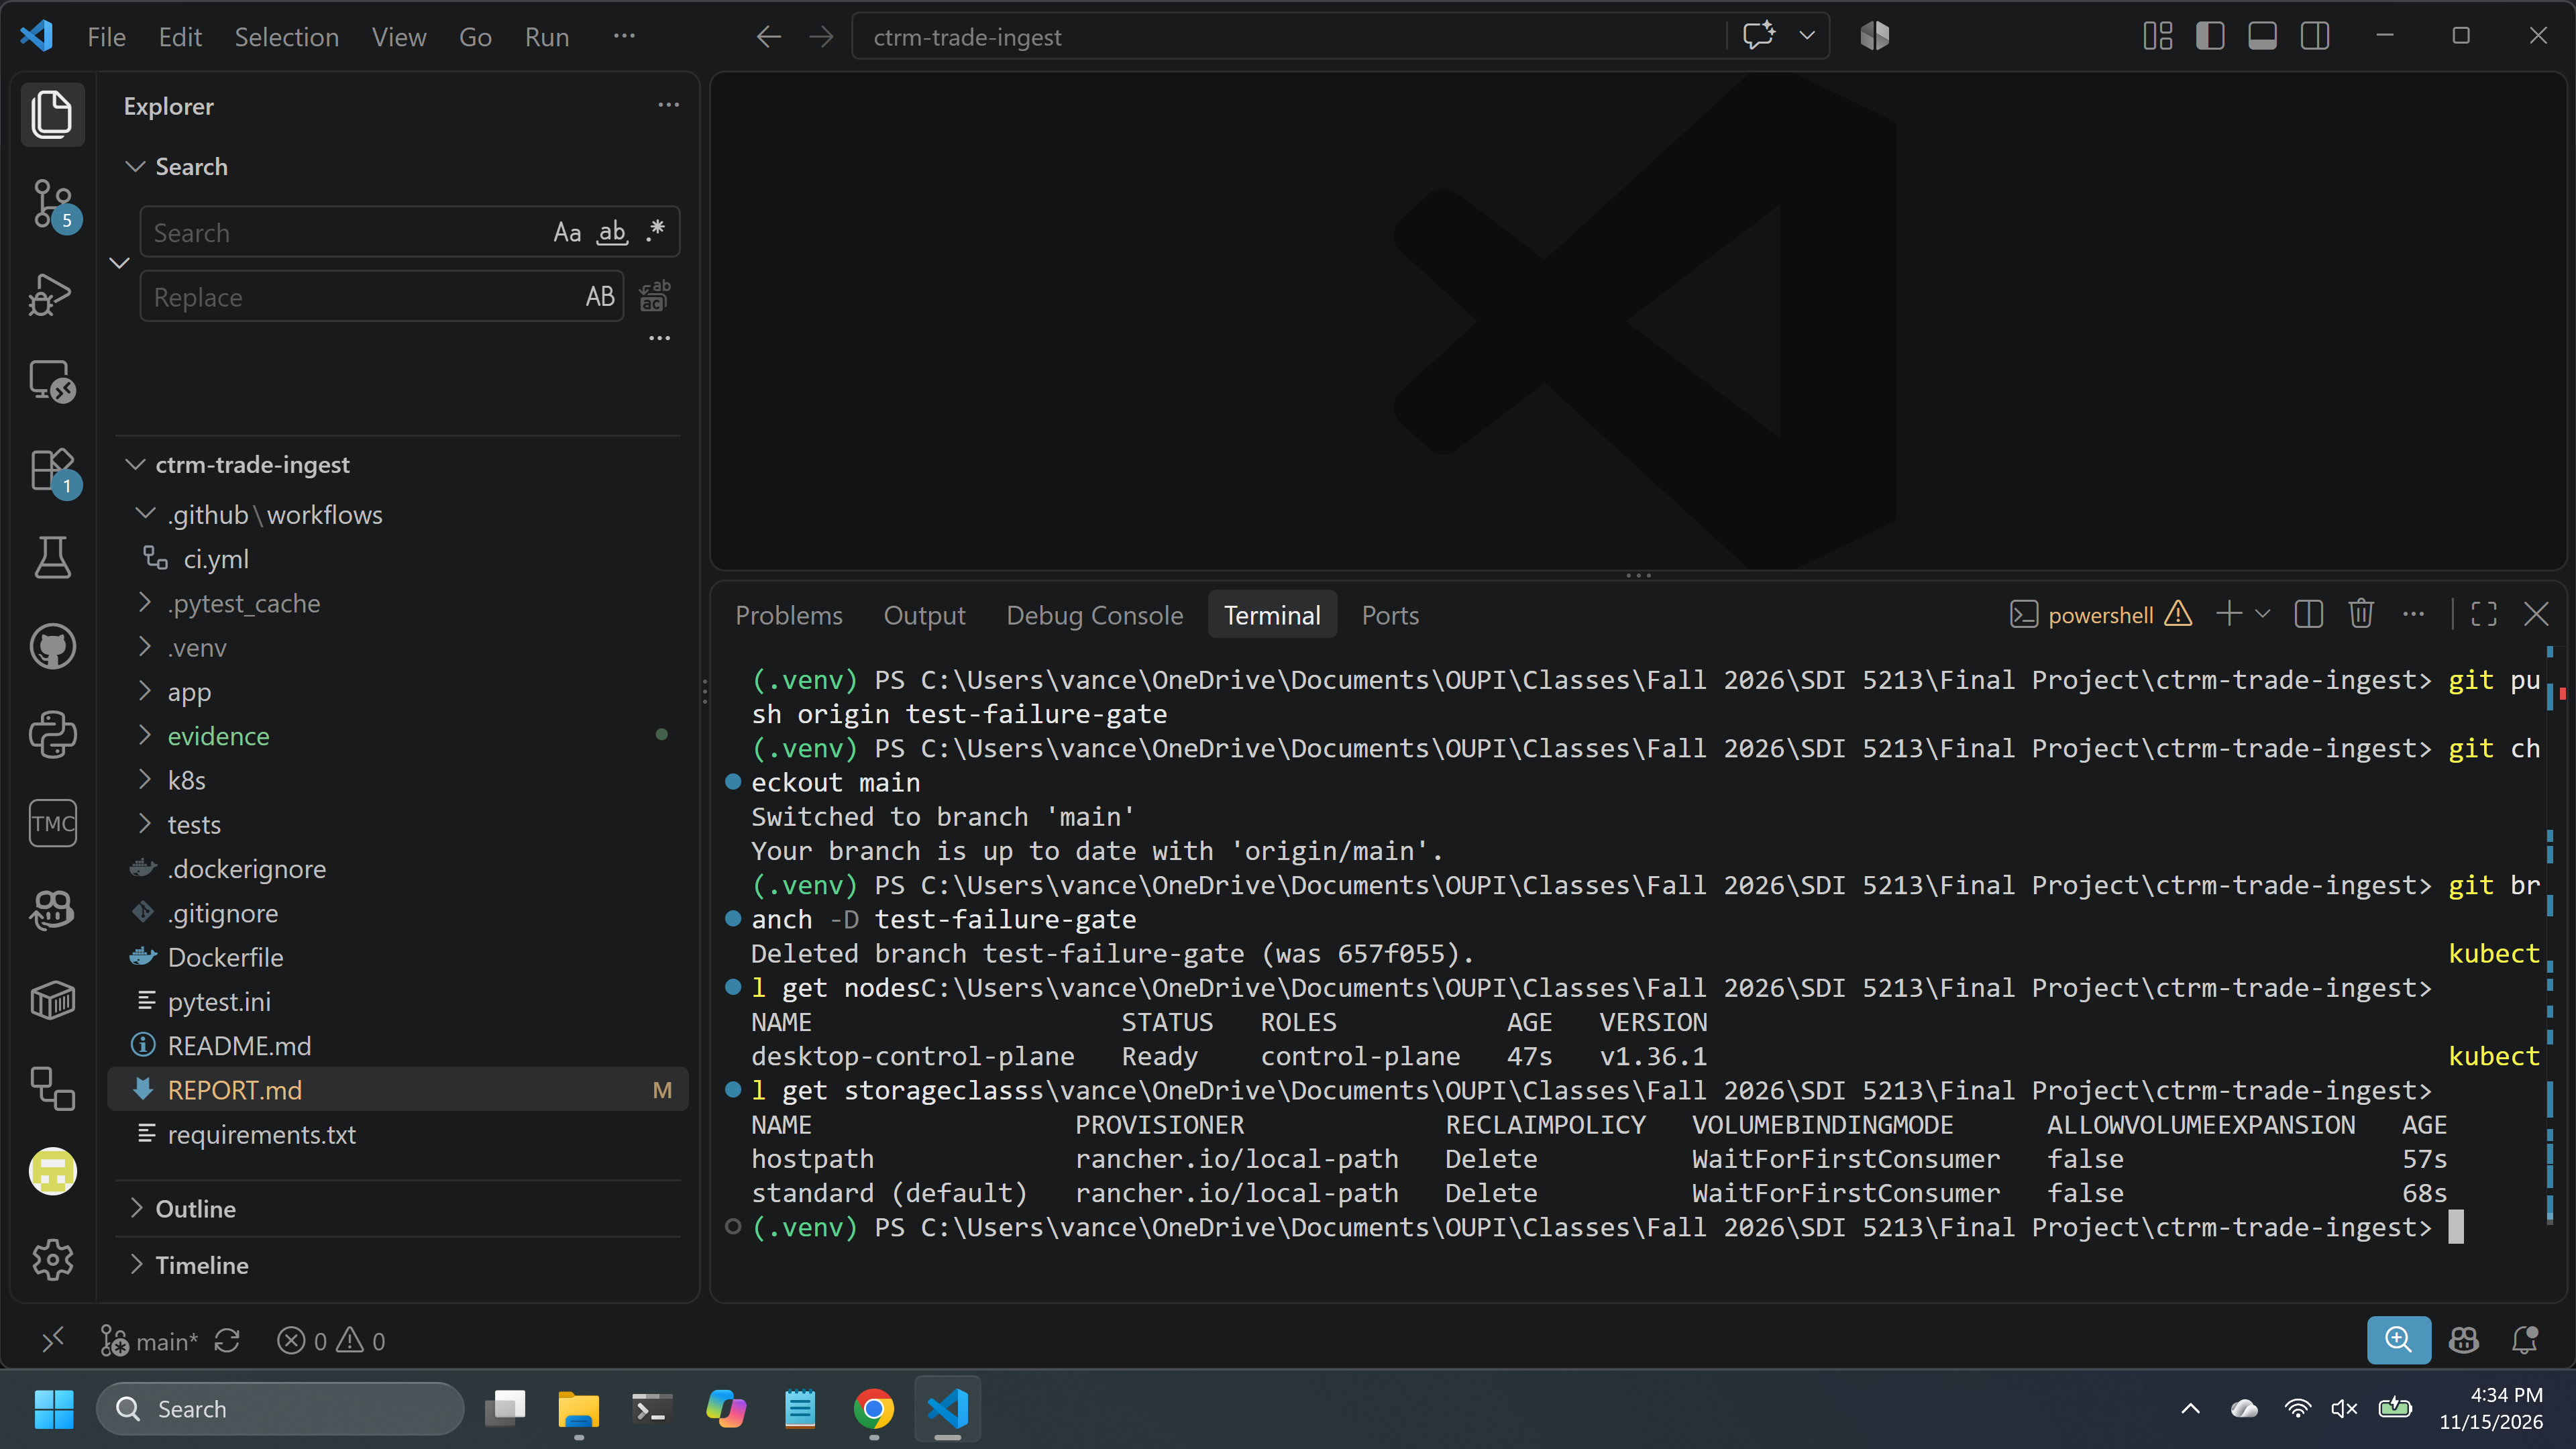 File Edit Selection View Go Run ...
ctrm-trade-ingest
Explorer
Search
Search Aa ab .*
Replace AB
ctrm-trade-ingest
.github\workflows
ci.yml
.pytest_cache
.venv
app
evidence
k8s
tests
.dockerignore
.gitignore
Dockerfile
pytest.ini
README.md
REPORT.md M
requirements.txt
Outline
Timeline
5
1
TMC
Problems Output Debug Console Terminal Ports
powershell
(.venv) PS C:\Users\vance\OneDrive\Documents\OUPI\Classes\Fall 2026\SDI 5213\Final Project\ctrm-trade-ingest> git pu
sh origin test-failure-gate
(.venv) PS C:\Users\vance\OneDrive\Documents\OUPI\Classes\Fall 2026\SDI 5213\Final Project\ctrm-trade-ingest> git ch
eckout main
Switched to branch 'main'
Your branch is up to date with 'origin/main'.
(.venv) PS C:\Users\vance\OneDrive\Documents\OUPI\Classes\Fall 2026\SDI 5213\Final Project\ctrm-trade-ingest> git br
anch -D test-failure-gate
Deleted branch test-failure-gate (was 657f055). kubect
l get nodesC:\Users\vance\OneDrive\Documents\OUPI\Classes\Fall 2026\SDI 5213\Final Project\ctrm-trade-ingest>
NAME STATUS ROLES AGE VERSION
desktop-control-plane Ready control-plane 47s v1.36.1 kubect
l get storageclasss\vance\OneDrive\Documents\OUPI\Classes\Fall 2026\SDI 5213\Final Project\ctrm-trade-ingest>
NAME PROVISIONER RECLAIMPOLICY VOLUMEBINDINGMODE ALLOWVOLUMEEXPANSION AGE
hostpath rancher.io/local-path Delete WaitForFirstConsumer false 57s
standard (default) rancher.io/local-path Delete WaitForFirstConsumer false 68s
(.venv) PS C:\Users\vance\OneDrive\Documents\OUPI\Classes\Fall 2026\SDI 5213\Final Project\ctrm-trade-ingest>
main* 0 0
Search
4:34 PM
11/15/2026